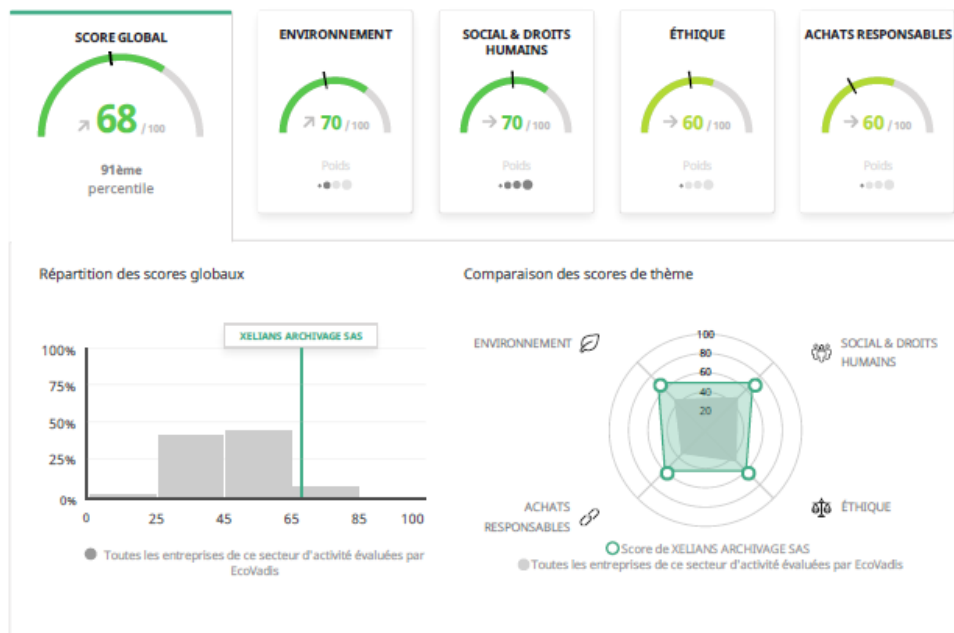 SCORE GLOBAL
68 / 100
91ème
percentile
ENVIRONNEMENT
70 / 100
Poids
SOCIAL & DROITS
HUMAINS
70 / 100
Poids
ÉTHIQUE
60 / 100
Poids
ACHATS RESPONSABLES
60 / 100
Poids
Répartition des scores globaux
XELIANS ARCHIVAGE SAS
100%
75%
50%
25%
0%
0 25 45 65 85 100
Toutes les entreprises de ce secteur d'activité évaluées par
EcoVadis
Comparaison des scores de thème
ENVIRONNEMENT
SOCIAL & DROITS
HUMAINS
100
80
60
40
20
ACHATS
RESPONSABLES
ÉTHIQUE
Score de XELIANS ARCHIVAGE SAS
Toutes les entreprises de ce secteur d'activité évaluées par EcoVadis